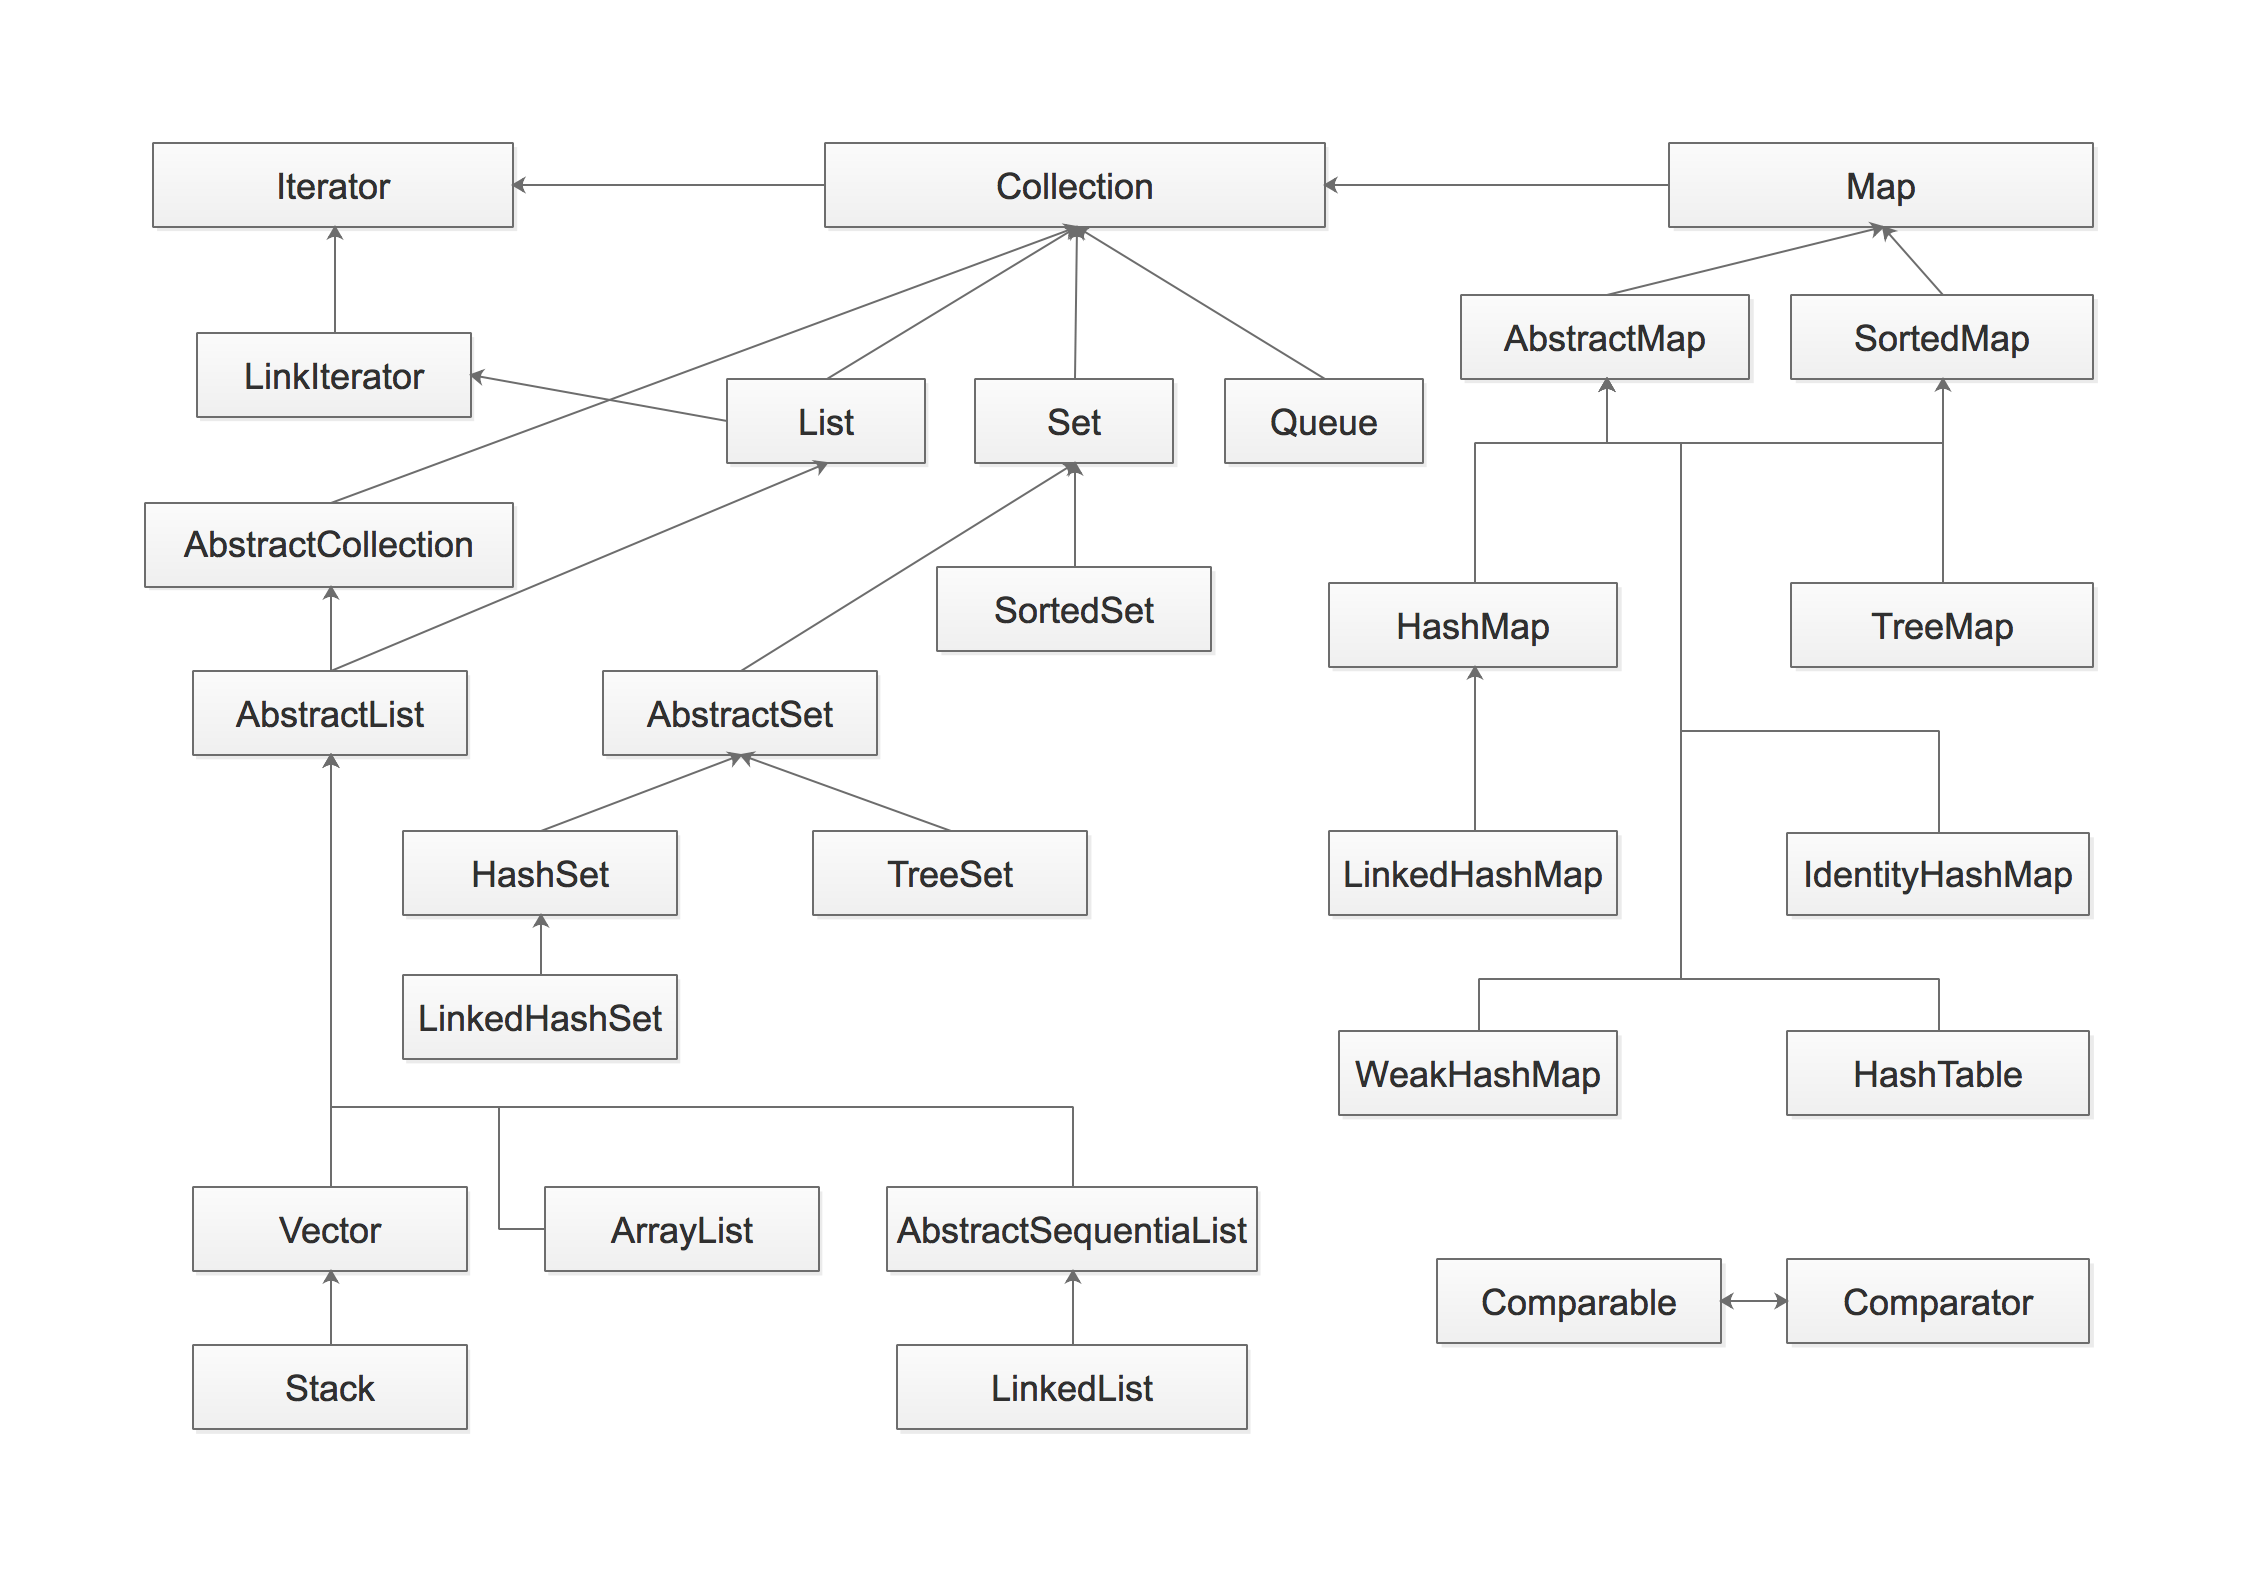 Iterator
Collection
Map
AbstractMap
SortedMap
LinkIterator
List
Set
Queue
AbstractCollection
SortedSet
HashMap
TreeMap
AbstractList
AbstractSet
HashSet
TreeSet
LinkedHashMap
IdentityHashMap
LinkedHashSet
WeakHashMap
HashTable
Vector
ArrayList
AbstractSequentiaList
Comparable
Comparator
Stack
LinkedList